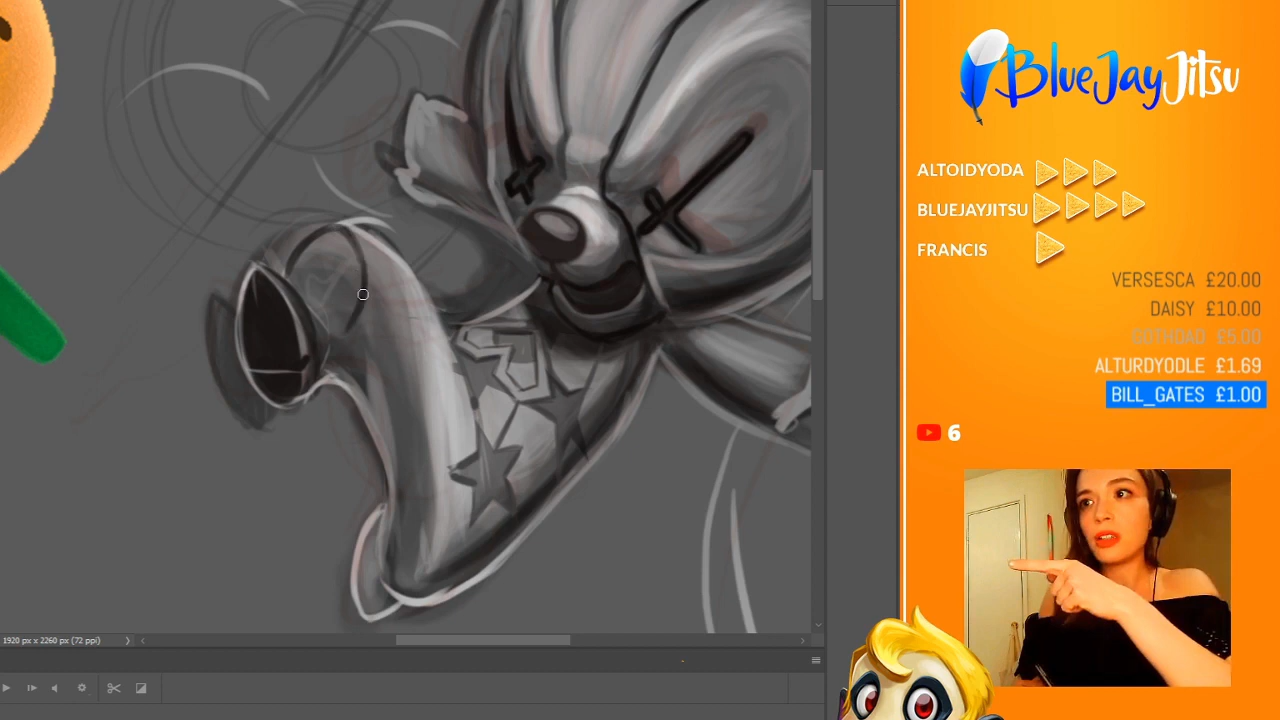 BlueJayJitsu
ALTOIDYODA
BLUEJAYJITSU
FRANCIS
VERSESCA £20.00
DAISY £10.00
GOTHDAD £5.00
ALTURDYODLE £1.69
BILL_GATES £1.00
6
1920 px x 2260 px (72 ppi)